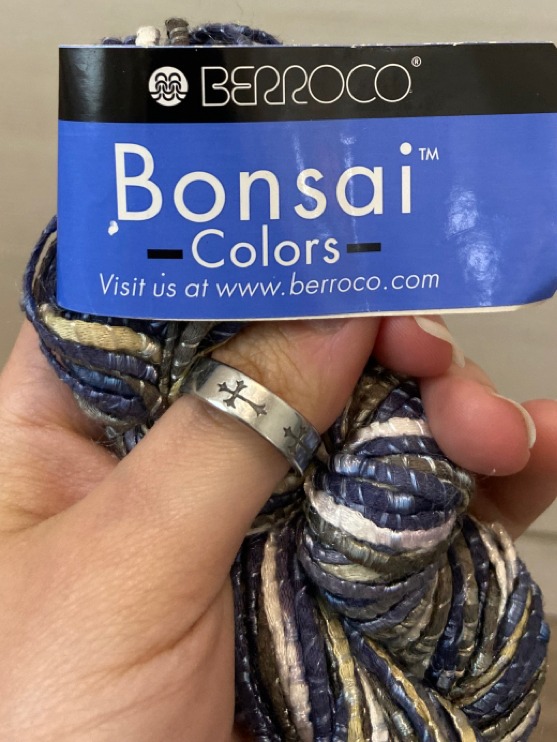 BERROCO®
Bonsai™
Colors
Visit us at www.berroco.com